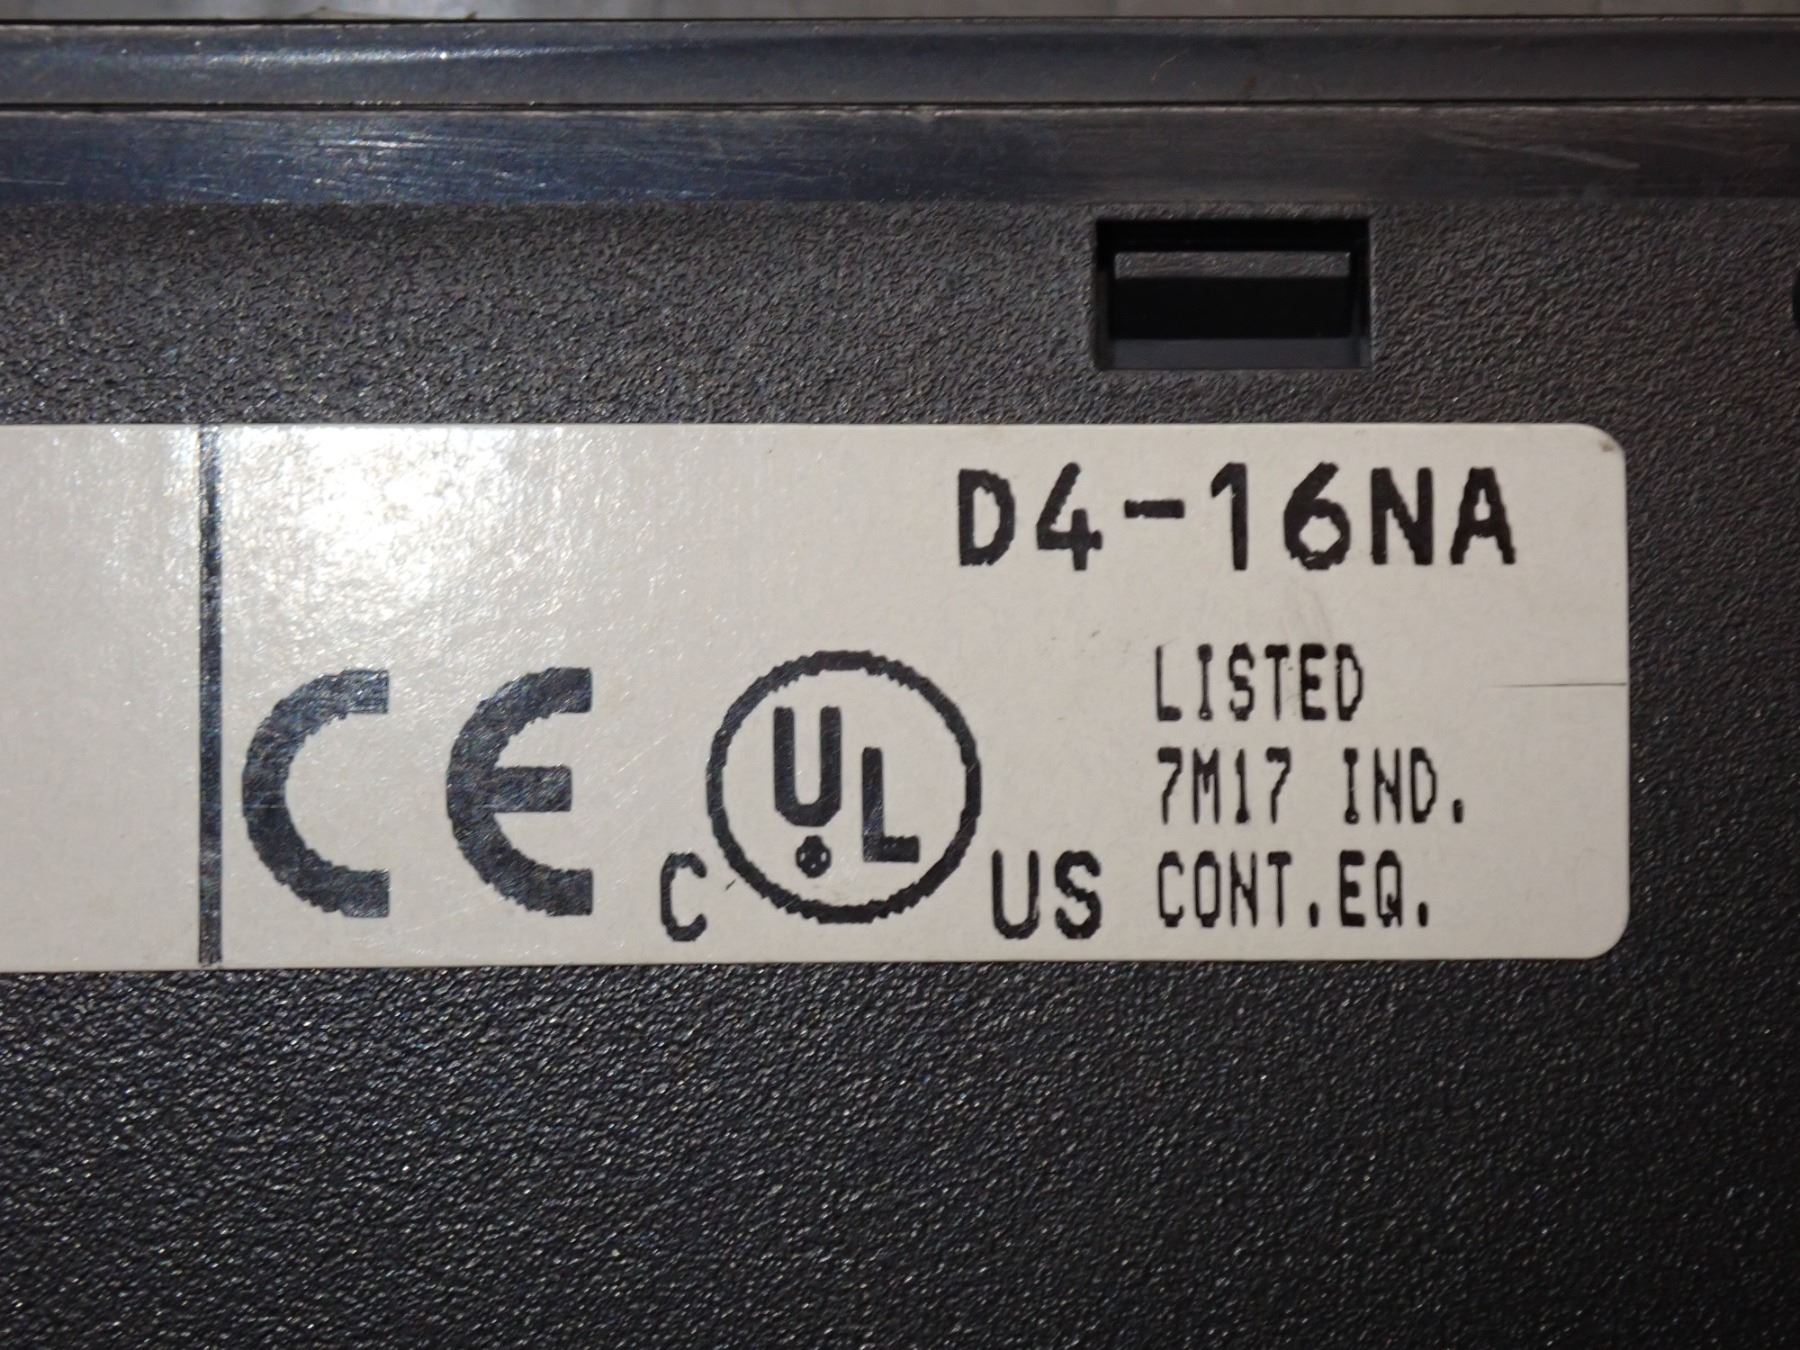 D4-16NA
CE
C UL US
LISTED
7M17 IND.
CONT.EQ.